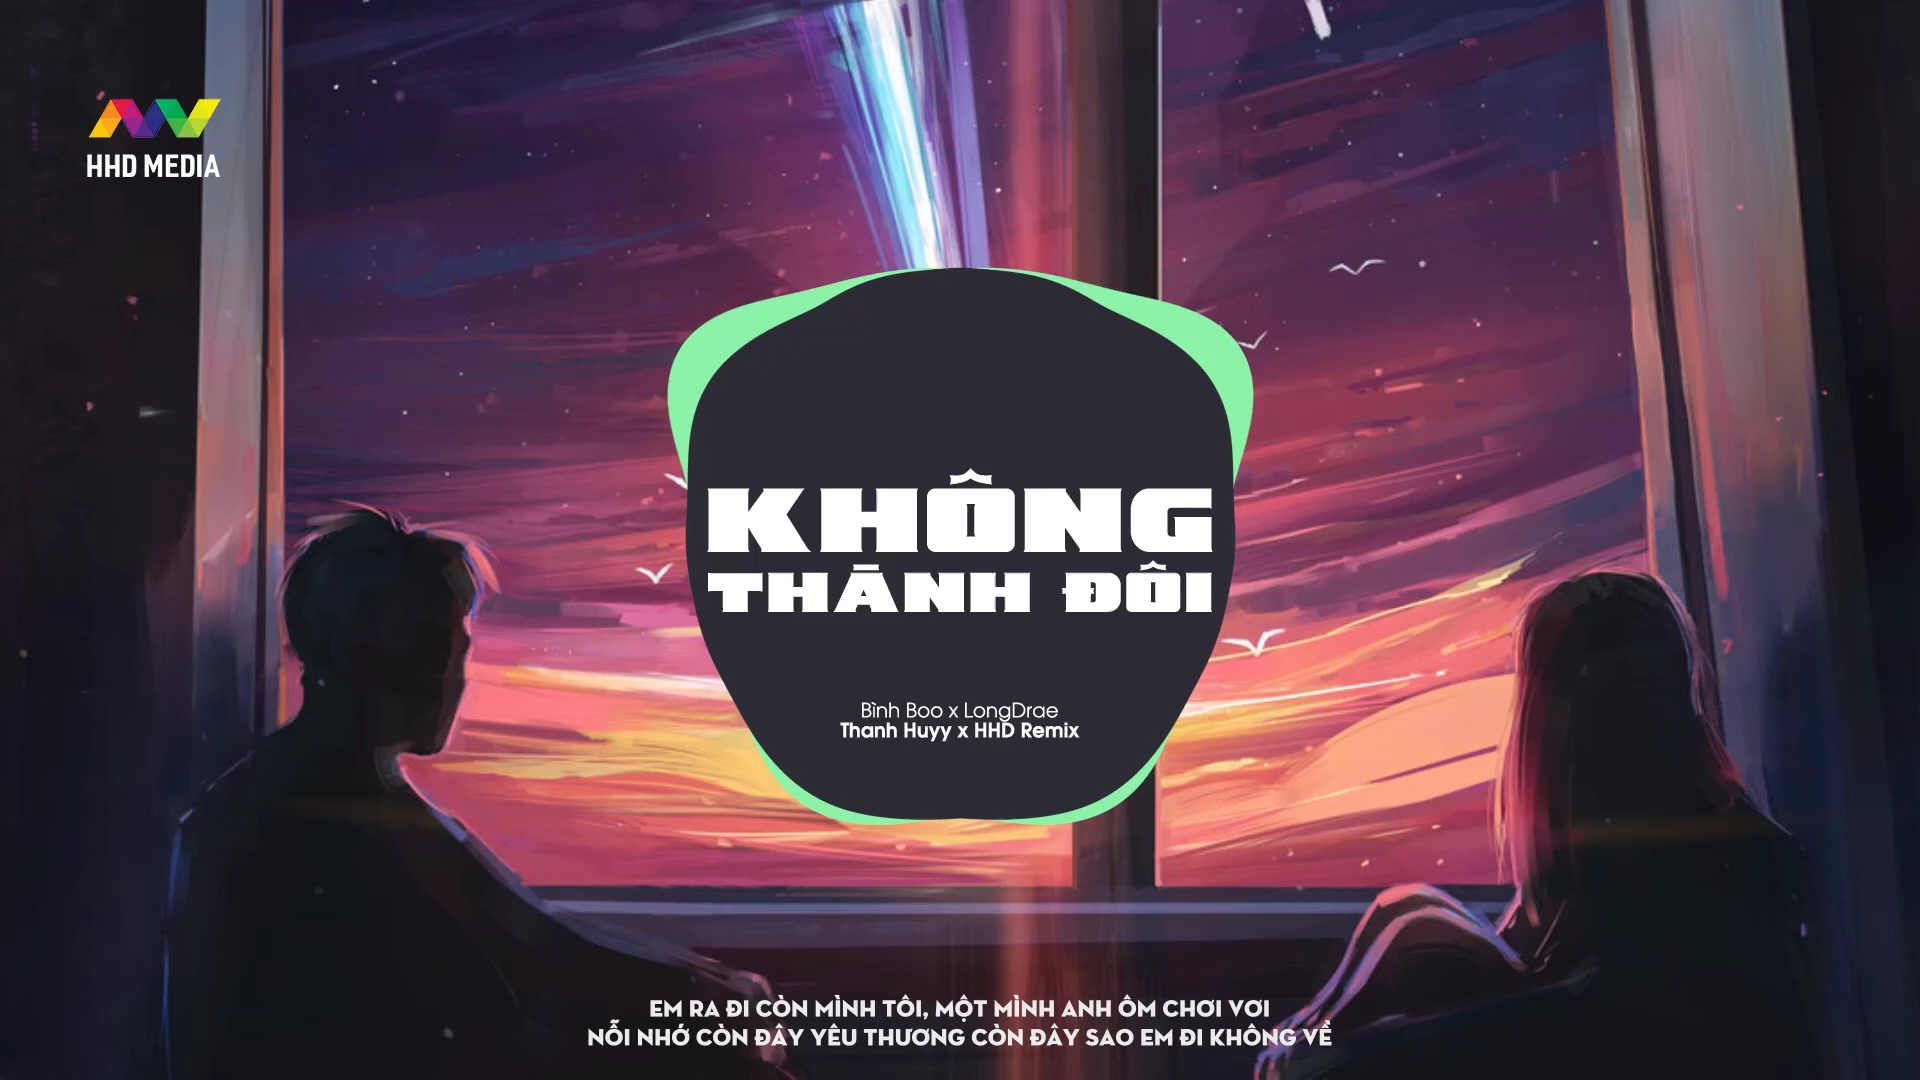 HHD MEDIA
KHÔNG
THÀNH ĐÔI
Bình Boo x LongDrae
Thanh Huyy x HHD Remix
EM RA ĐI CÒN MÌNH TÔI, MỘT MÌNH ANH ÔM CHƠI VƠI
NỖI NHỚ CÒN ĐÂY YÊU THƯƠNG CÒN ĐÂY SAO EM ĐI KHÔNG VỀ